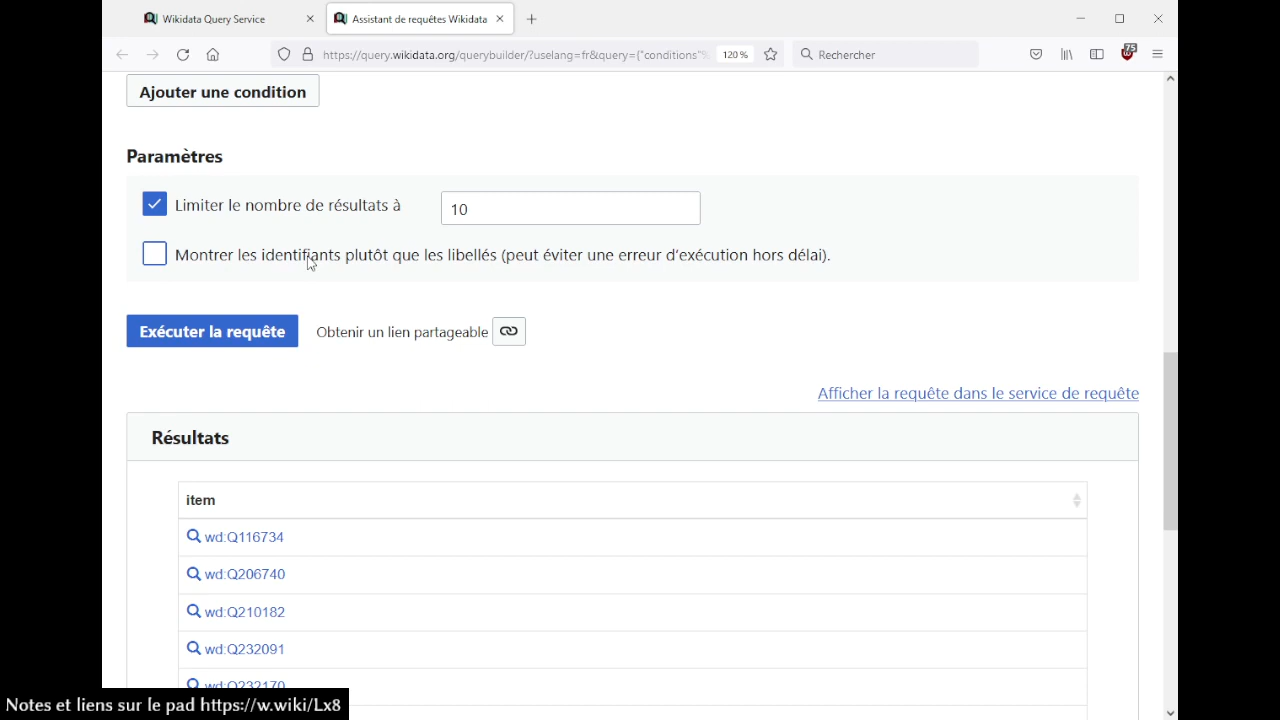 Wikidata Query Service
Assistant de requêtes Wikidata
https://query.wikidata.org/querybuilder/?uselang=fr&query={"conditions"%
120 %
Rechercher
75
Ajouter une condition
Paramètres
Limiter le nombre de résultats à
10
Montrer les identifiants plutôt que les libellés (peut éviter une erreur d'exécution hors délai).
Exécuter la requête
Obtenir un lien partageable
Afficher la requête dans le service de requête
Résultats
item
wd:Q116734
wd:Q206740
wd:Q210182
wd:Q232091
wd:Q232170
Notes et liens sur le pad https://w.wiki/Lx8